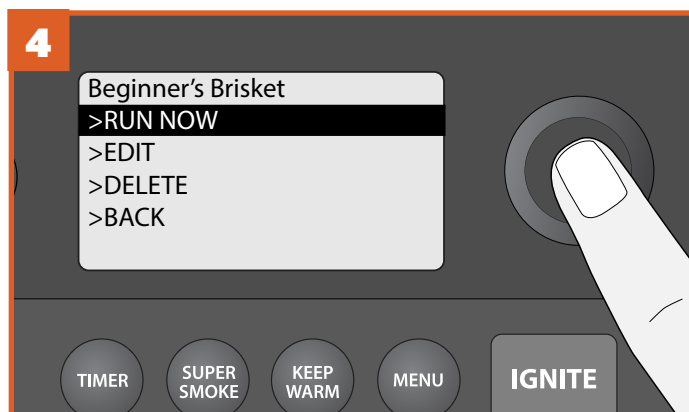 4
Beginner’s Brisket
>RUN NOW
>EDIT
>DELETE
>BACK
TIMER
SUPER
SMOKE
KEEP
WARM
MENU
IGNITE